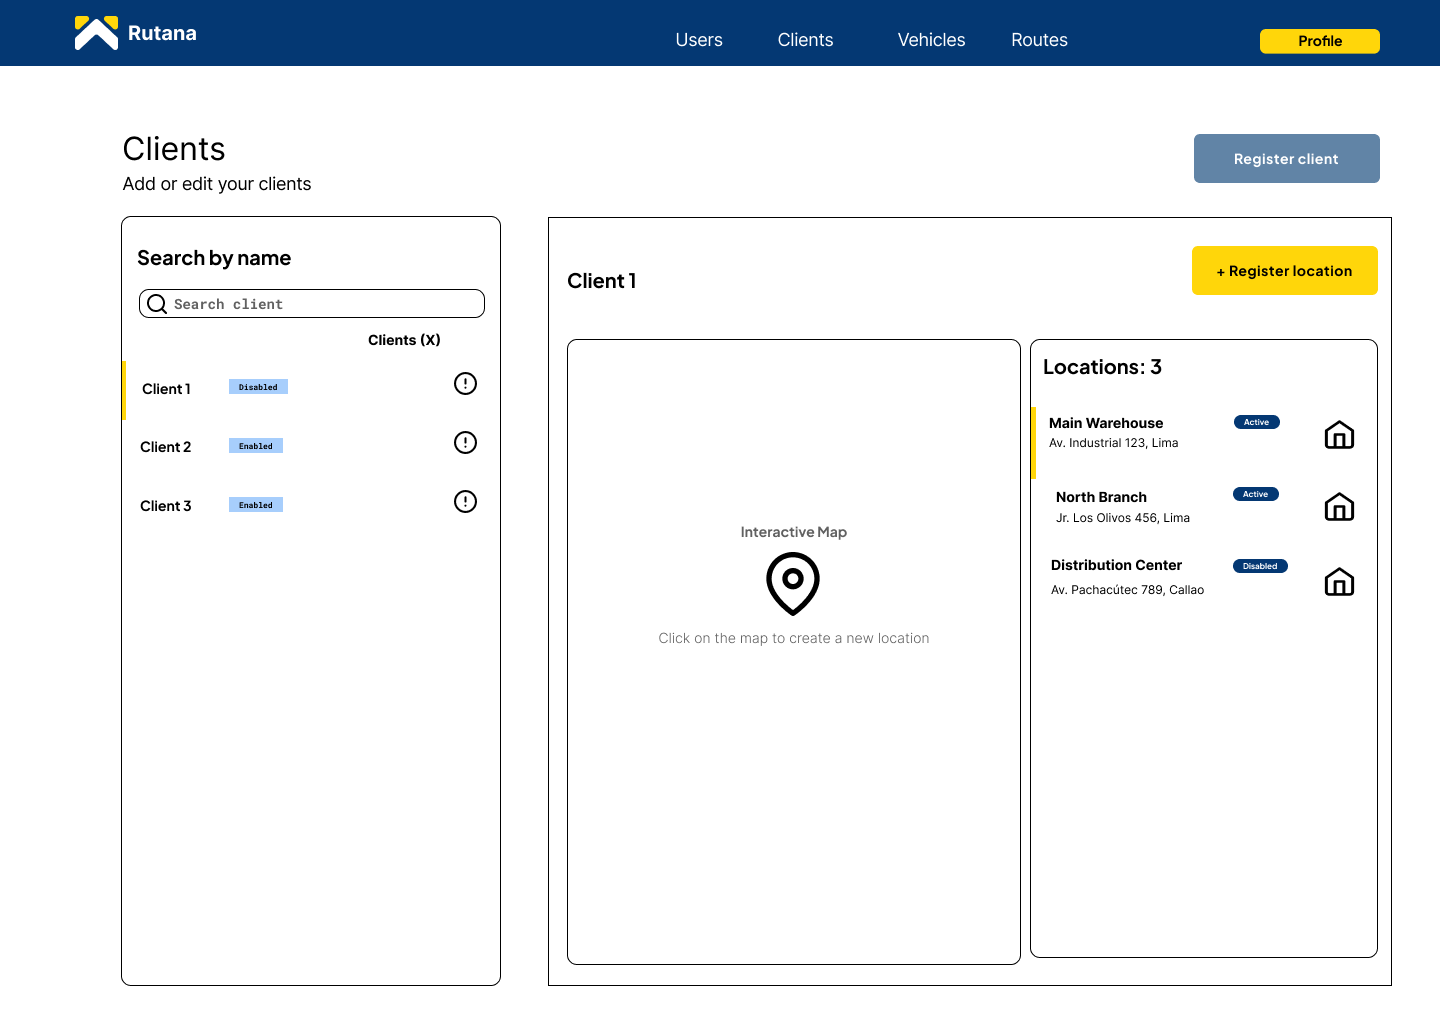 Rutana
Users Clients Vehicles Routes
Profile
Clients
Add or edit your clients
Register client
Search by name
Search client
Clients (X)
Client 1 Disabled
Client 2 Enabled
Client 3 Enabled
Client 1
+ Register location
Interactive Map
Click on the map to create a new location
Locations: 3
Main Warehouse Active
Av. Industrial 123, Lima
North Branch Active
Jr. Los Olivos 456, Lima
Distribution Center Disabled
Av. Pachacútec 789, Callao